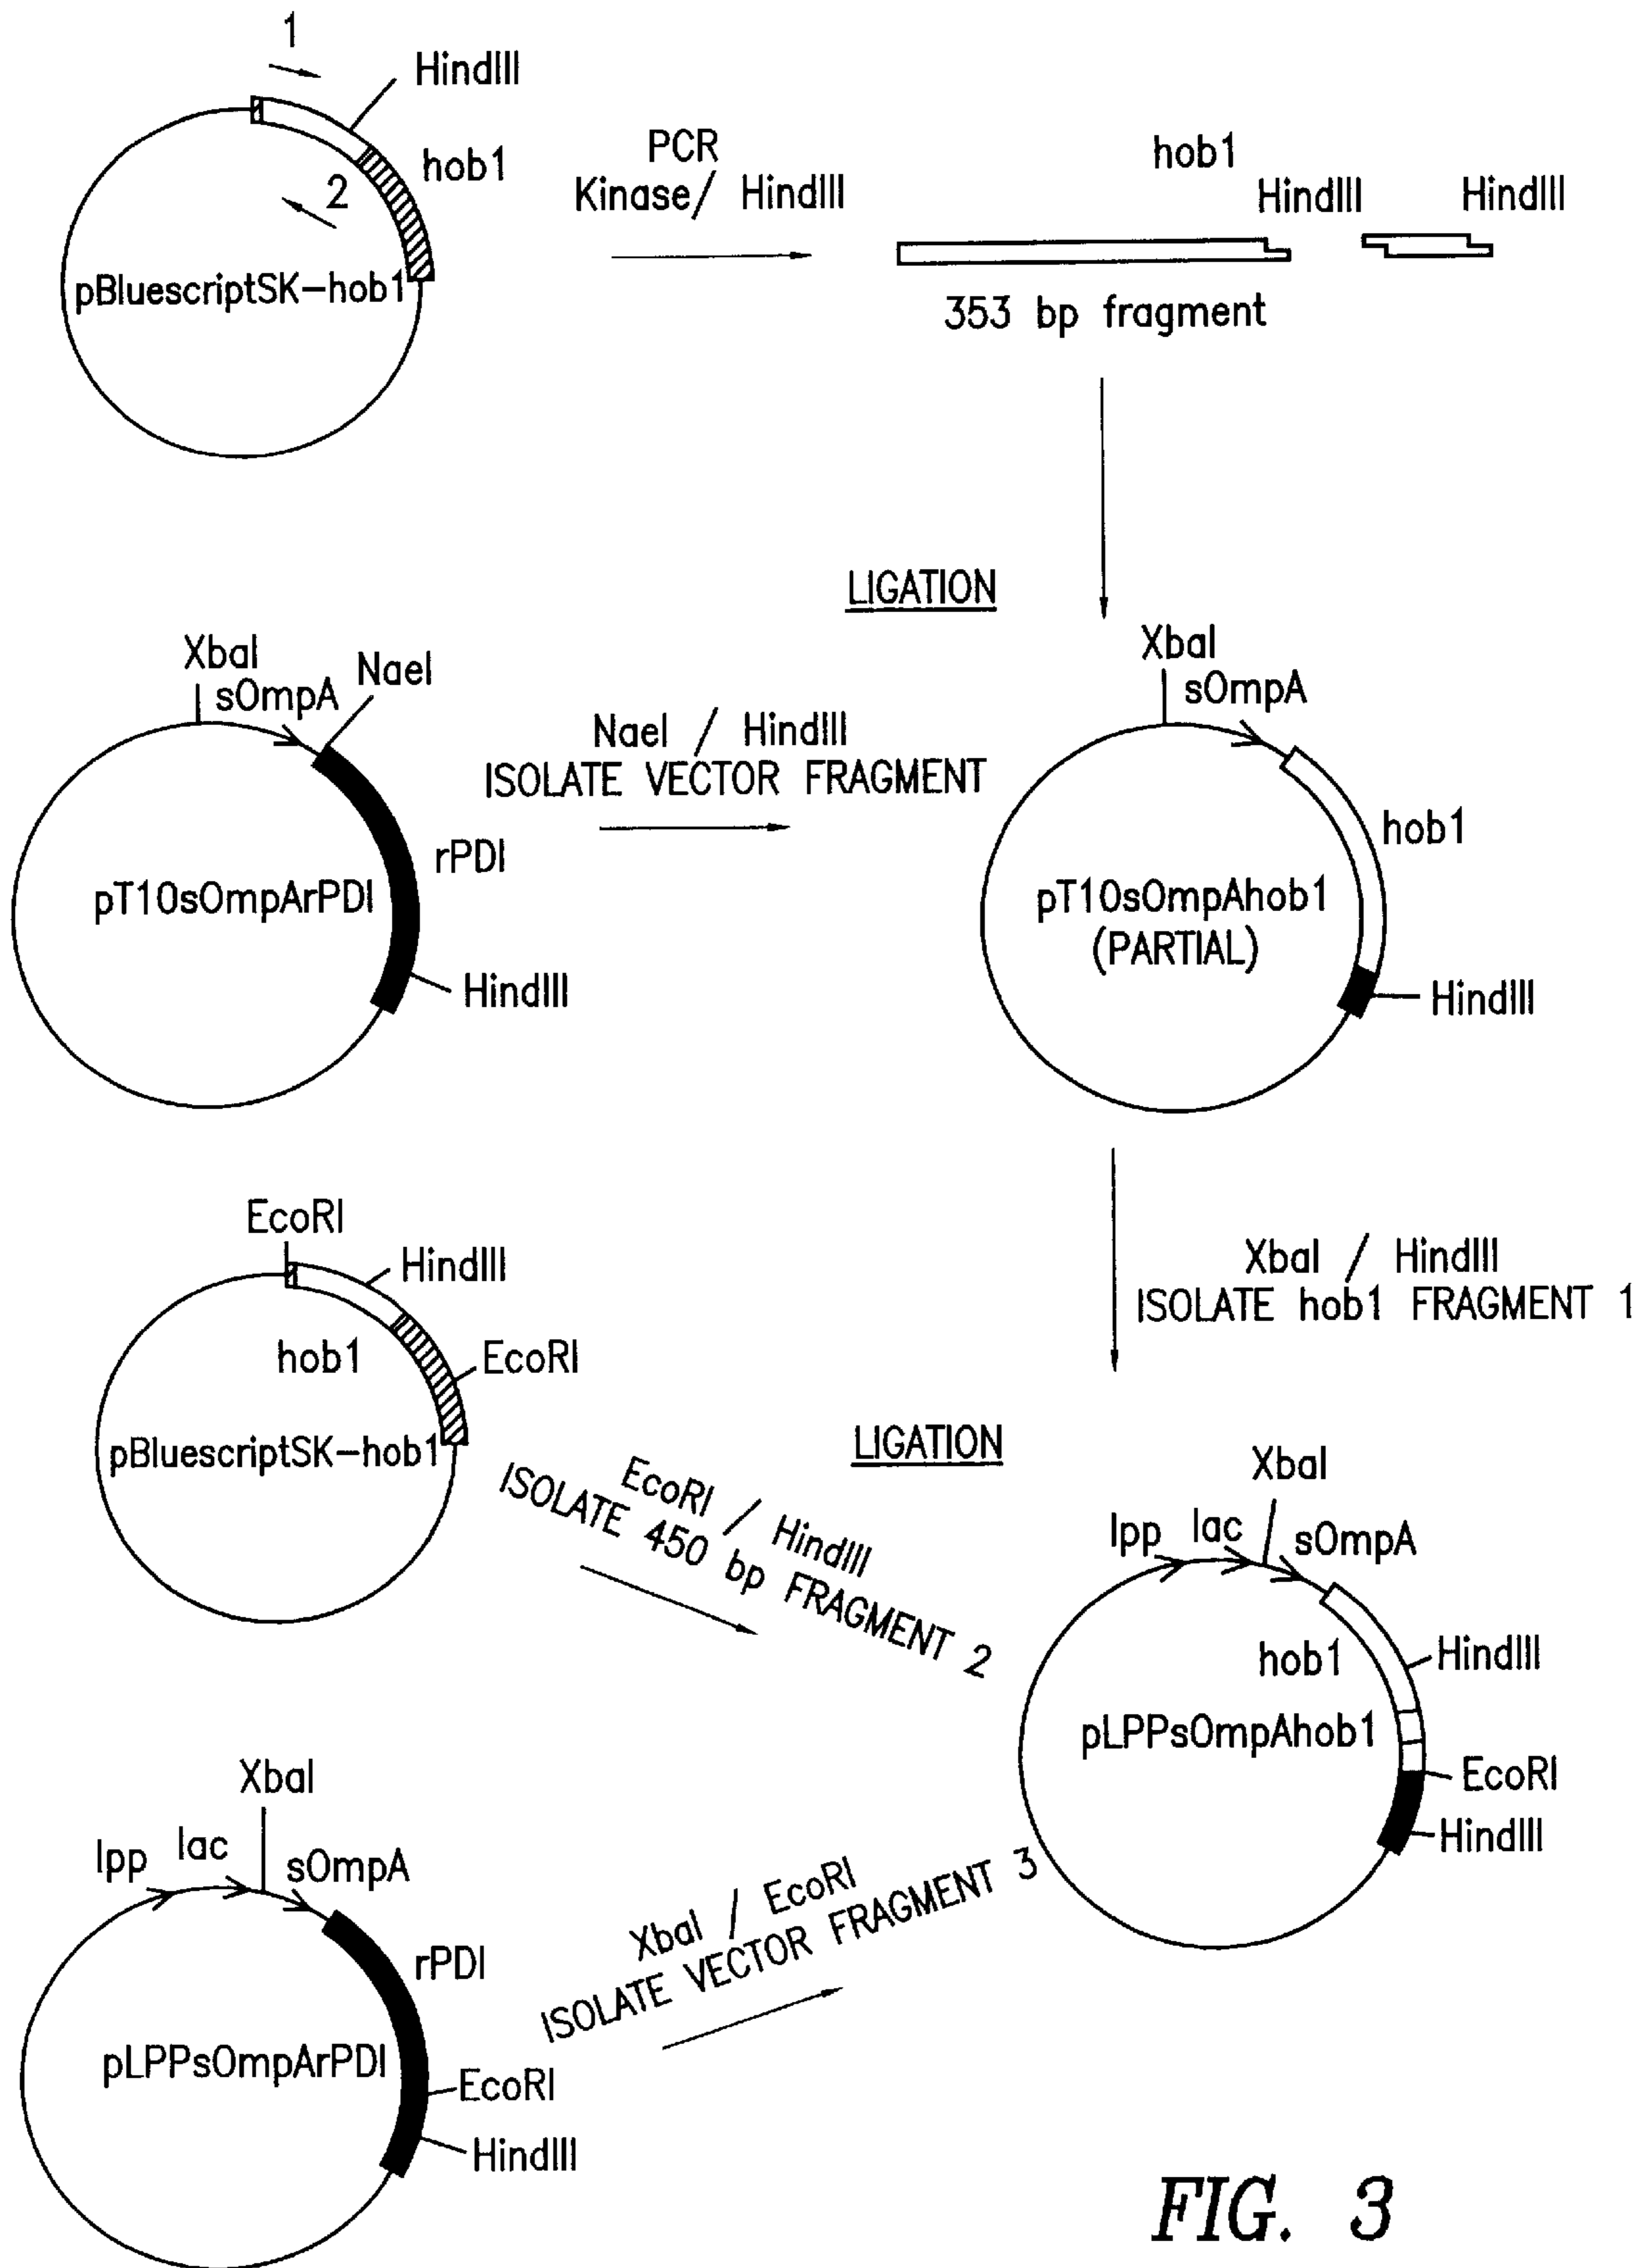 1
HindIII
hob1
2
pBluescriptSK-hob1
PCR
Kinase/ HindIII
hob1
HindIII
HindIII
353 bp fragment
LIGATION
XbaI
sOmpA
NaeI
rPDI
pT10sOmpArPDI
HindIII
NaeI / HindIII
ISOLATE VECTOR FRAGMENT
XbaI
sOmpA
hob1
pT10sOmpAhob1
(PARTIAL)
HindIII
XbaI / HindIII
ISOLATE hob1 FRAGMENT 1
EcoRI
HindIII
hob1
EcoRI
pBluescriptSK-hob1
EcoRI / HindIII
ISOLATE 450 bp FRAGMENT 2
LIGATION
XbaI
lpp
lac
sOmpA
hob1
HindIII
pLPPsOmpAhob1
EcoRI
HindIII
XbaI
lpp
lac
sOmpA
rPDI
pLPPsOmpArPDI
EcoRI
HindIII
XbaI / EcoRI
ISOLATE VECTOR FRAGMENT 3
FIG. 3